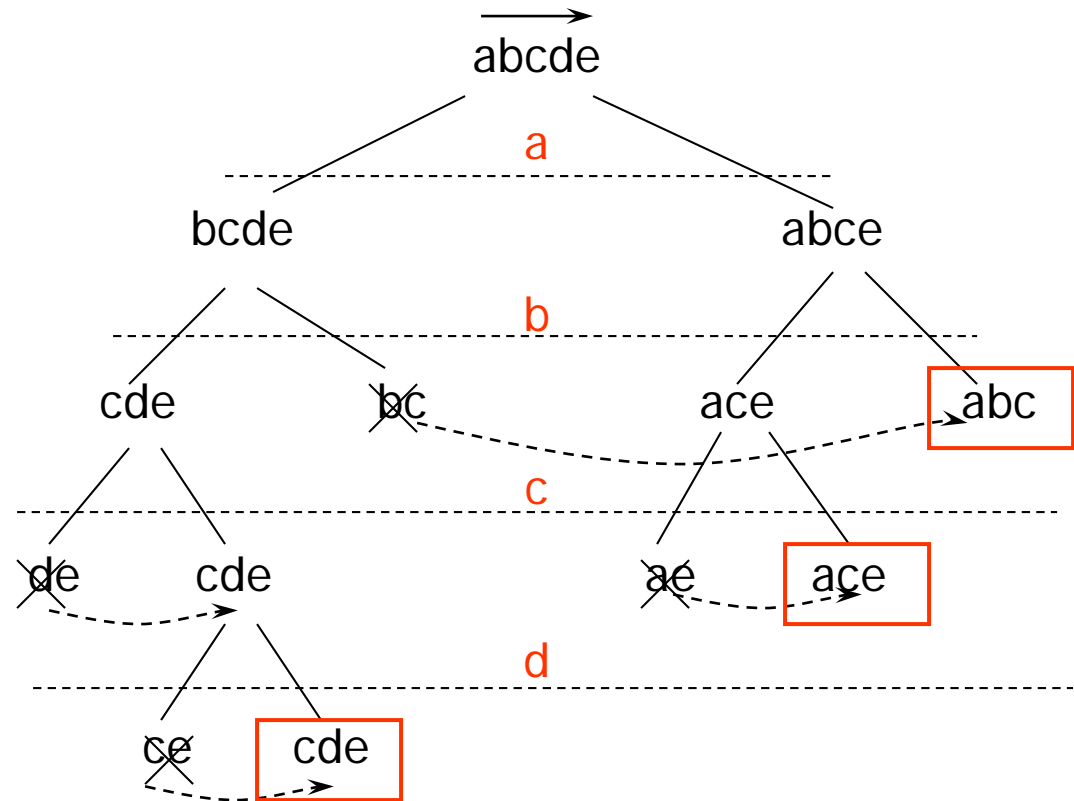 abcde
a
bcde abce
b
cde bc ace abc
c
de cde ae ace
d
ce cde